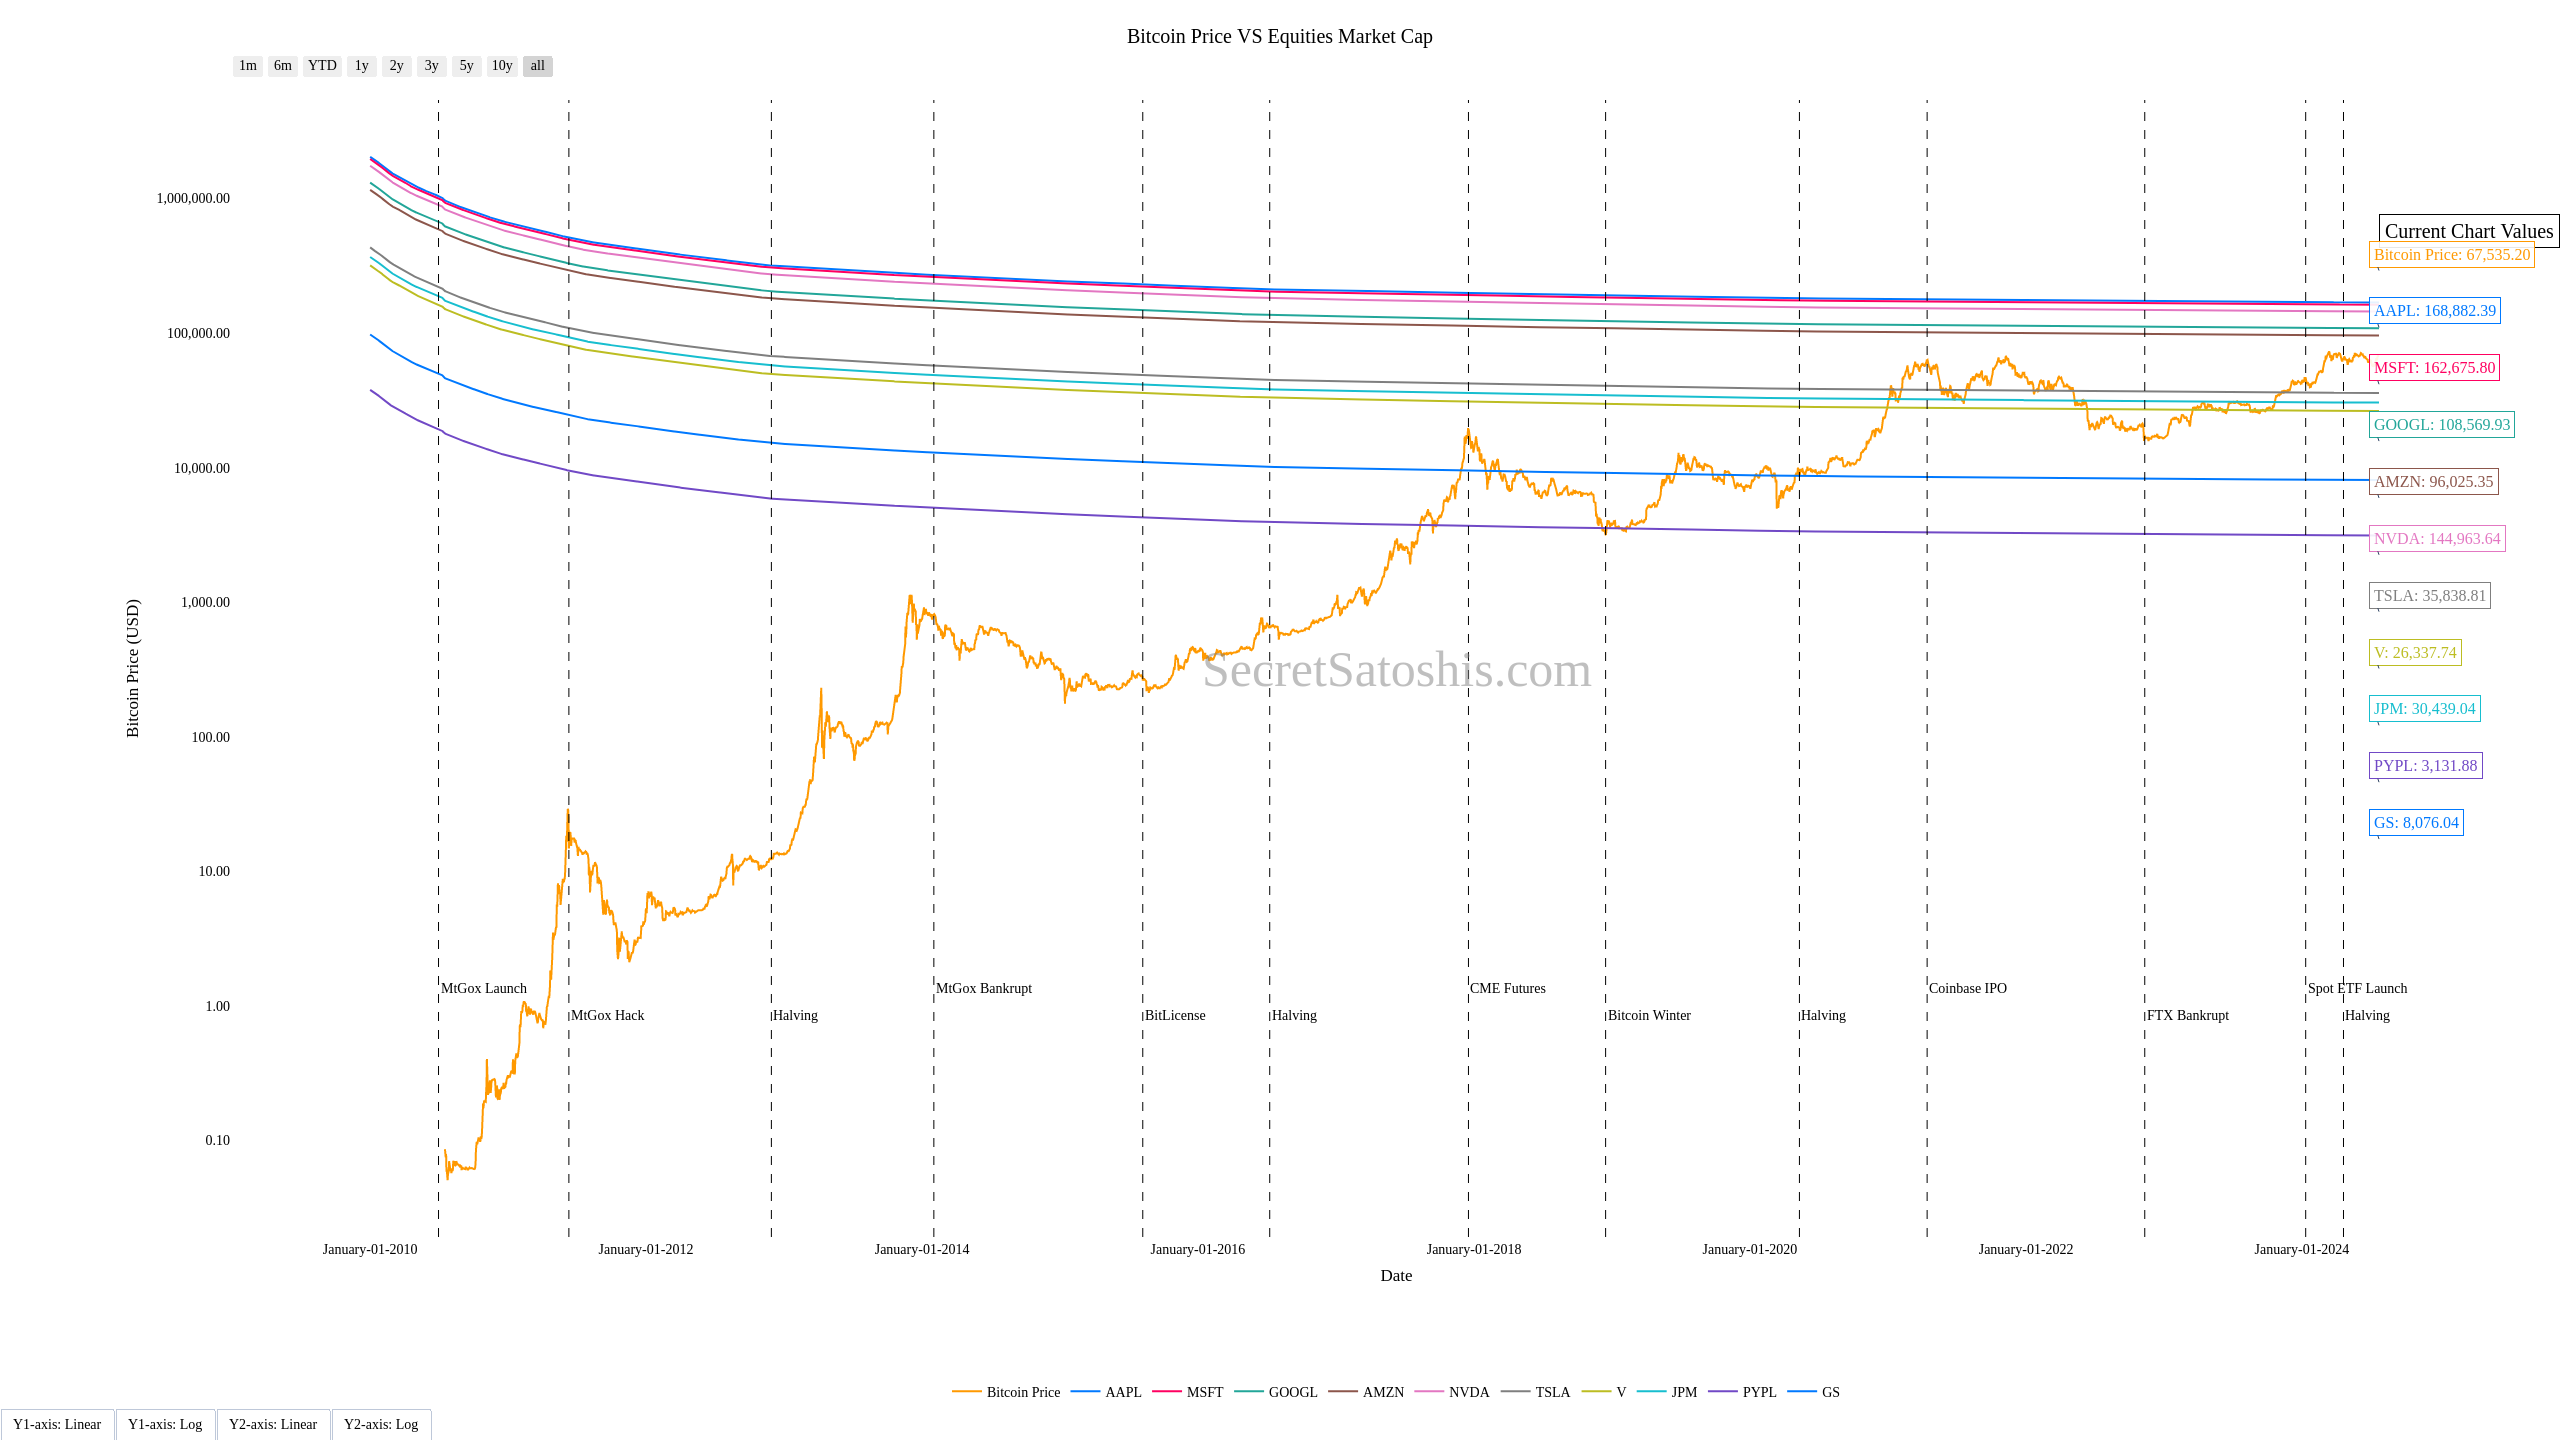 Bitcoin Price VS Equities Market Cap
1m 6m YTD 1y 2y 3y 5y 10y all
1,000,000.00
100,000.00
10,000.00
1,000.00
100.00
10.00
1.00
0.10
Bitcoin Price (USD)
Current Chart Values
Bitcoin Price: 67,535.20
AAPL: 168,882.39
MSFT: 162,675.80
GOOGL: 108,569.93
AMZN: 96,025.35
NVDA: 144,963.64
TSLA: 35,838.81
V: 26,337.74
JPM: 30,439.04
PYPL: 3,131.88
GS: 8,076.04
SecretSatoshis.com
MtGox Launch
MtGox Bankrupt
CME Futures
Coinbase IPO
Spot ETF Launch
MtGox Hack
Halving
BitLicense
Halving
Bitcoin Winter
Halving
FTX Bankrupt
Halving
January-01-2010
January-01-2012
January-01-2014
January-01-2016
January-01-2018
January-01-2020
January-01-2022
January-01-2024
Date
Bitcoin Price AAPL MSFT GOOGL AMZN NVDA TSLA V JPM PYPL GS
Y1-axis: Linear
Y1-axis: Log
Y2-axis: Linear
Y2-axis: Log